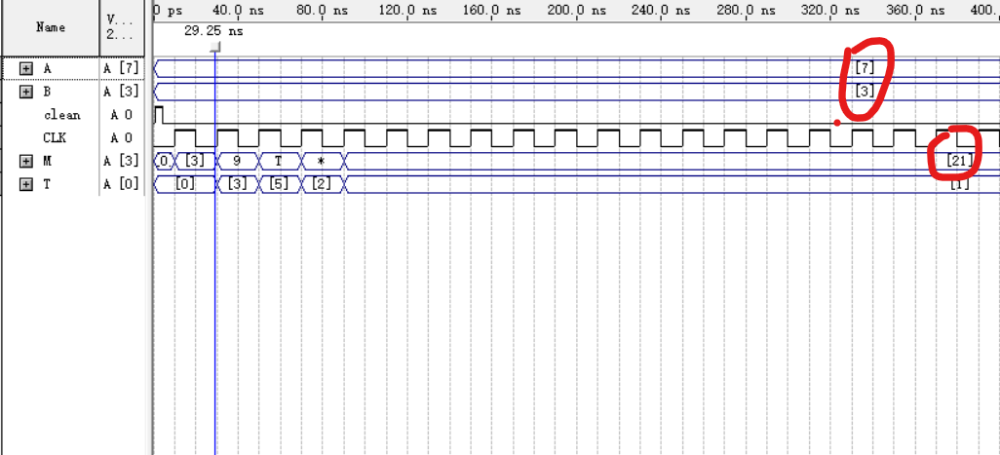 0 ps 40.0 ns 80.0 ns 120.0 ns 160.0 ns 200.0 ns 240.0 ns 280.0 ns 320.0 ns 360.0 ns 400.
Name V... 2...
29.25 ns
A A [7] [7]
B A [3] [3]
clean A 0
CLK A 0
M A [3] 0 [3] 9 T * [21]
T A [0] [0] [3] [5] [2] [1]